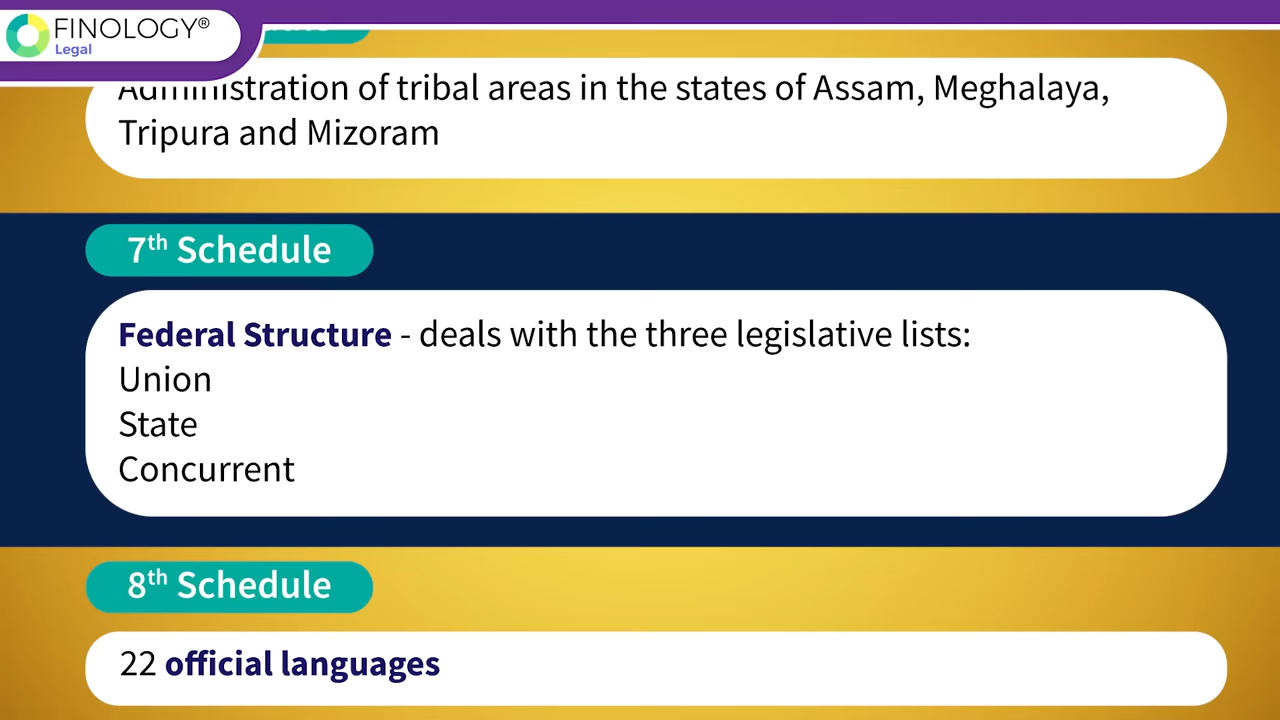 FINOLOGY®
Legal
Administration of tribal areas in the states of Assam, Meghalaya,
Tripura and Mizoram
7th Schedule
Federal Structure - deals with the three legislative lists:
Union
State
Concurrent
8th Schedule
22 official languages